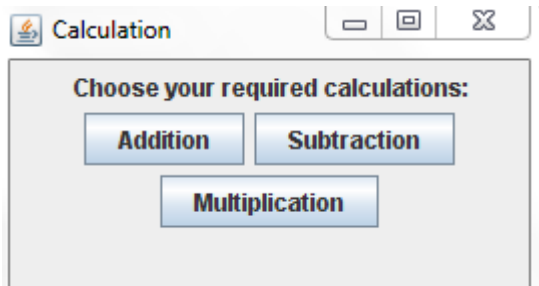 Calculation
Choose your required calculations:
Addition Subtraction
Multiplication